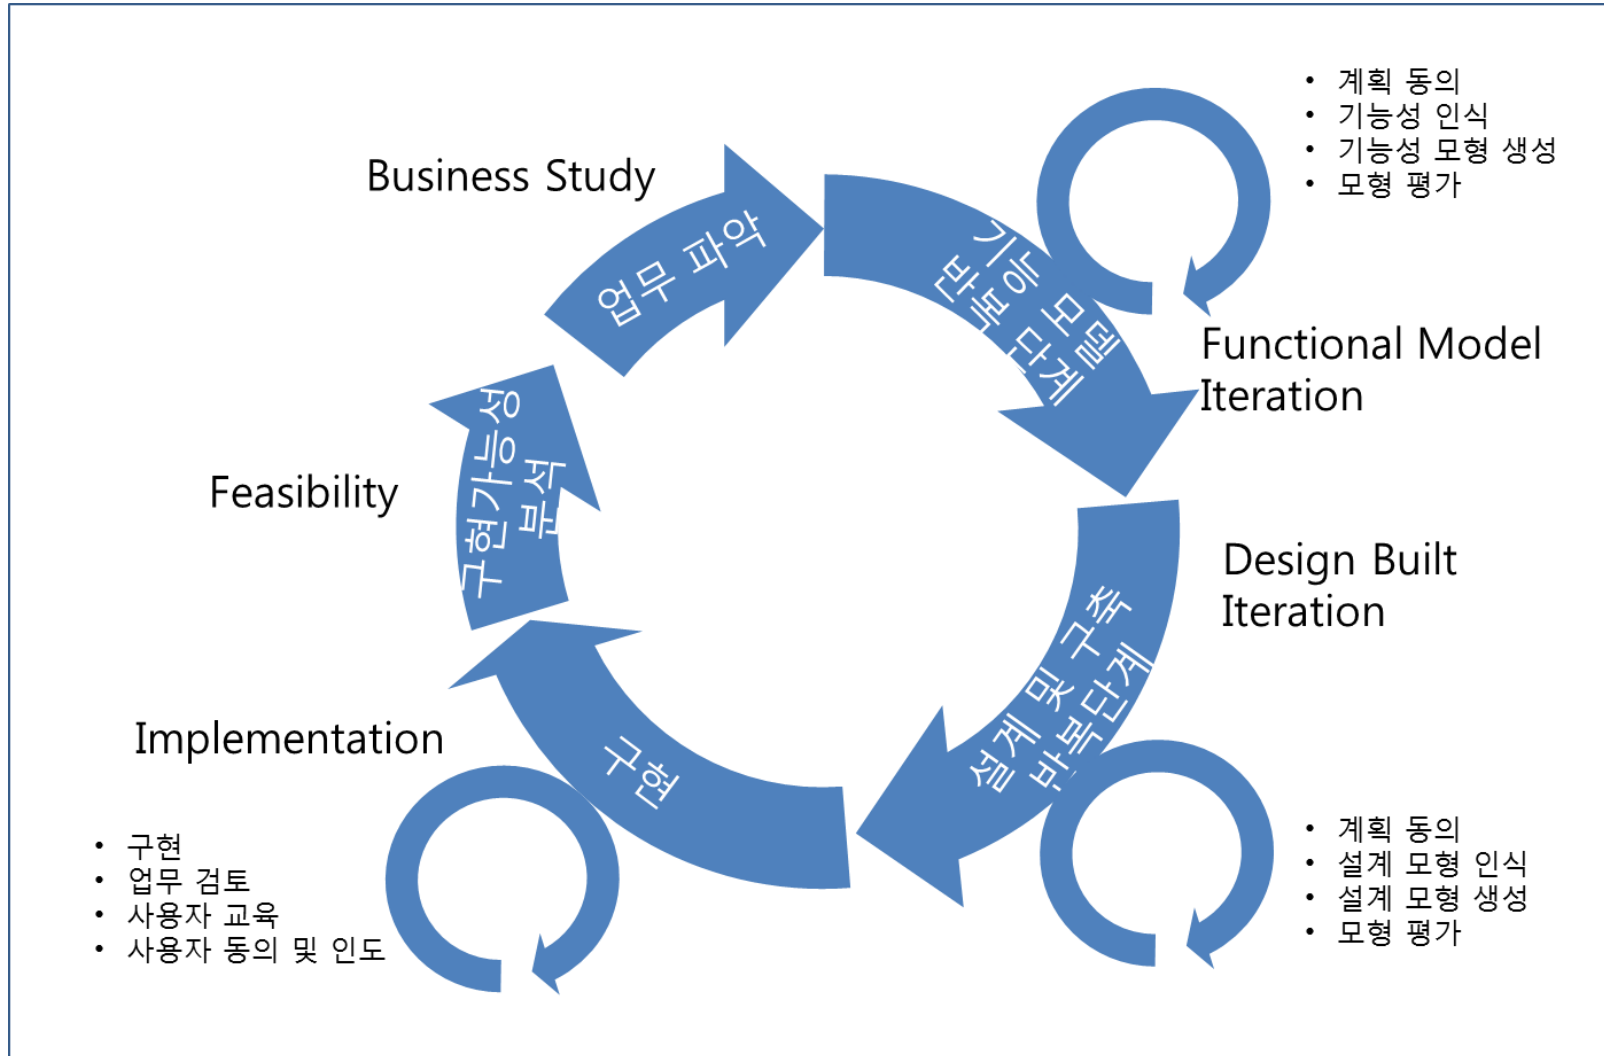 Business Study
업무 파악
기능 모델
반복 단계
• 계획 동의
• 기능성 인식
• 기능성 모형 생성
• 모형 평가
Functional Model
Iteration
Feasibility
구현가능성
분석
Design Built
Iteration
설계 및 구축
반복단계
• 계획 동의
• 설계 모형 인식
• 설계 모형 생성
• 모형 평가
Implementation
구현
• 구현
• 업무 검토
• 사용자 교육
• 사용자 동의 및 인도